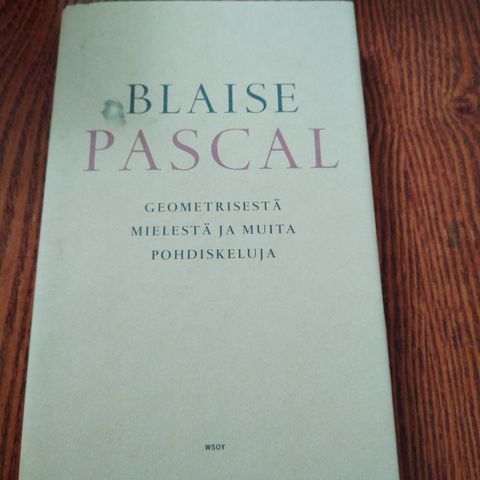 BLAISE
PASCAL
GEOMETRISESTÄ
MIELESTÄ JA MUITA
POHDISKELUJA
WSOY